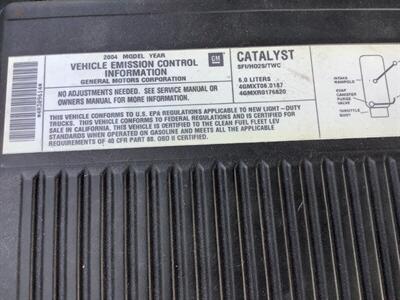 2004 MODEL YEAR
VEHICLE EMISSION CONTROL
INFORMATION
GENERAL MOTORS CORPORATION
GM
CATALYST
SFI/HO2S/TWC
NO ADJUSTMENTS NEEDED. SEE SERVICE MANUAL OR
OWNERS MANUAL FOR MORE INFORMATION.
6.0 LITERS
4GMXT06.0187
4GMXR0176820
THIS VEHICLE CONFORMS TO U.S. EPA REGULATIONS APPLICABLE TO NEW LIGHT-DUTY
TRUCKS. THIS VEHICLE CONFORMS TO FEDERAL REGULATIONS AND IS CERTIFIED FOR
SALE IN CALIFORNIA. THIS VEHICLE IS CERTIFIED TO THE CLEAN FUEL FLEET LEV
STANDARDS WHEN OPERATED ON GASOLINE AND MEETS ALL THE APPLICABLE
REQUIREMENTS OF 40 CFR PART 88. OBD II CERTIFIED.
INTAKE
MANIFOLD
EVAP
CANISTER
PURGE
VALVE
THROTTLE
BODY